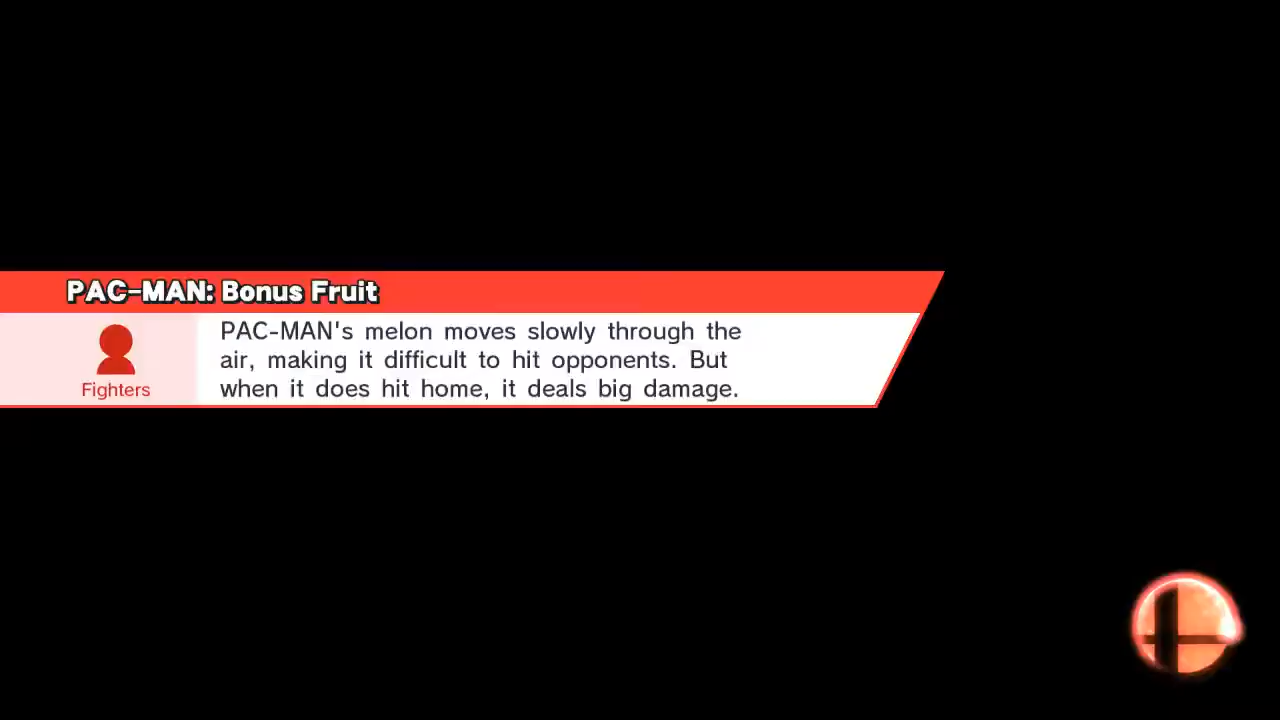 PAC-MAN: Bonus Fruit
Fighters
PAC-MAN's melon moves slowly through the
air, making it difficult to hit opponents. But
when it does hit home, it deals big damage.